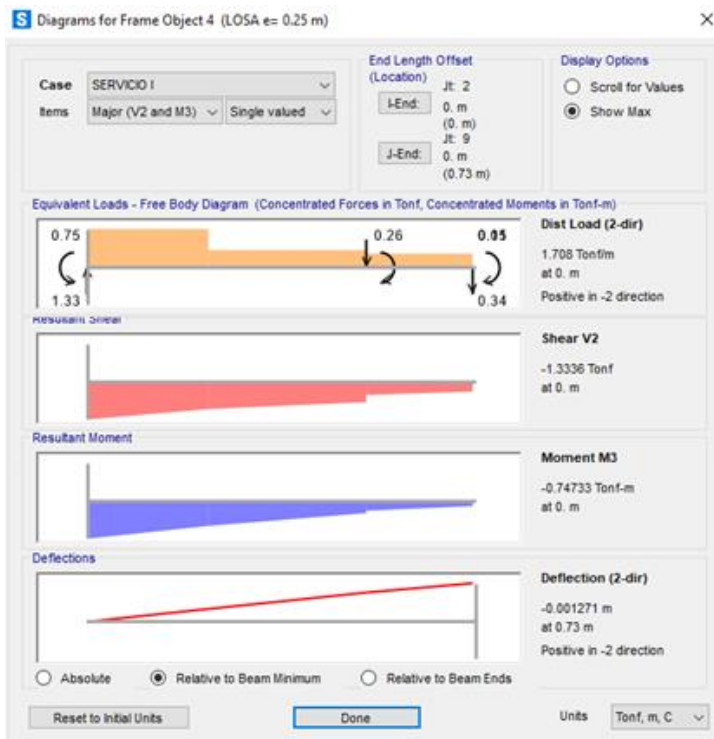 S Diagrams for Frame Object 4 (LOSA e= 0.25 m)
Case SERVICIO I
Items Major (V2 and M3) Single valued
End Length Offset
(Location)
Jt: 2
I-End: 0. m
(0. m)
Jt: 9
J-End: 0. m
(0.73 m)
Display Options
Scroll for Values
Show Max
Equivalent Loads - Free Body Diagram (Concentrated Forces in Tonf, Concentrated Moments in Tonf-m)
0.75 0.26
1.33 0.34
Dist Load (2-dir)
1.708 Tonf/m
at 0. m
Positive in -2 direction
Resultant Shear
Shear V2
-1.3336 Tonf
at 0. m
Resultant Moment
Moment M3
-0.74733 Tonf-m
at 0. m
Deflections
Deflection (2-dir)
-0.001271 m
at 0.73 m
Positive in -2 direction
Absolute Relative to Beam Minimum Relative to Beam Ends
Reset to Initial Units Done Units Tonf, m, C